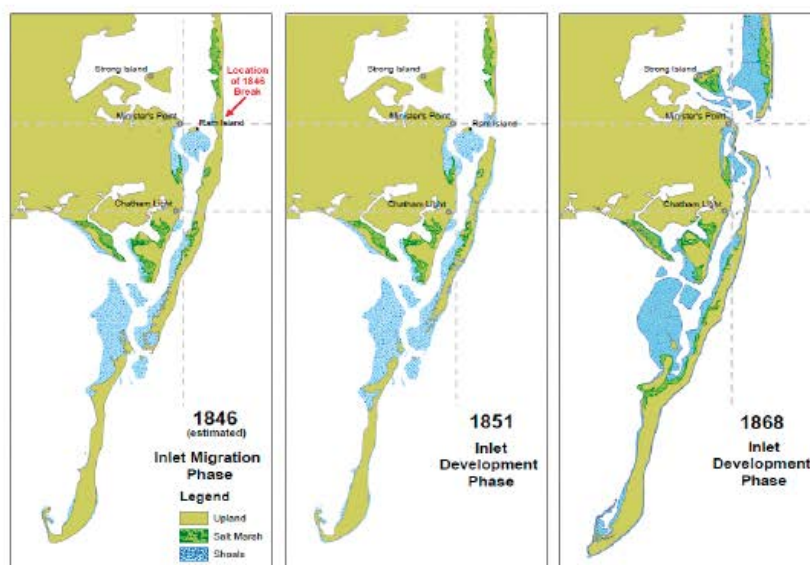 Strong Island
Location
of 1846
Break
Minister's Point
Ram Island
Chatham Light
1846
(estimated)
Inlet Migration
Phase
Legend
Upland
Salt Marsh
Shoals
Strong Island
Minister's Point
Ram Island
Chatham Light
1851
Inlet
Development
Phase
Strong Island
Minister's Point
Chatham Light
1868
Inlet
Development
Phase